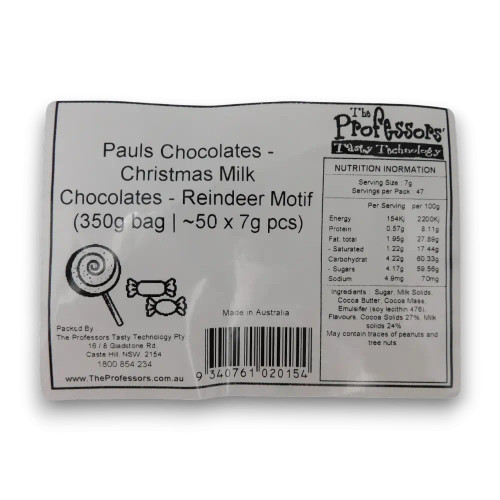 Pauls Chocolates -
Christmas Milk
Chocolates - Reindeer Motif
(350g bag | ~50 x 7g pcs)
The
Professors'
Tasty Technology
NUTRITION INORMATION
Serving Size : 7g
Servings per Pack : 47
Per Serving per 100g
Energy 154Kj 2200Kj
Protein 0.57g 8.11g
Fat, total 1.95g 27.89g
- Saturated 1.22g 17.44g
Carbohydrat 4.22g 60.33g
- Sugars 4.17g 59.56g
Sodium 4.9mg 70mg
Ingredients : Sugar, Milk Solids,
Cocoa Butter, Cocoa Mass,
Emulsifer (soy lecithin 476),
Flavours. Cocoa Solids 27%, Milk
solids 24%
May contain traces of peanuts and
tree nuts
Packed By
The Professors Tasty Technology Pty
16 / 8 Gladstone Rd,
Castle Hill, NSW, 2154
1800 854 234
www.TheProfessors.com.au
Made in Australia
9 340761 020154